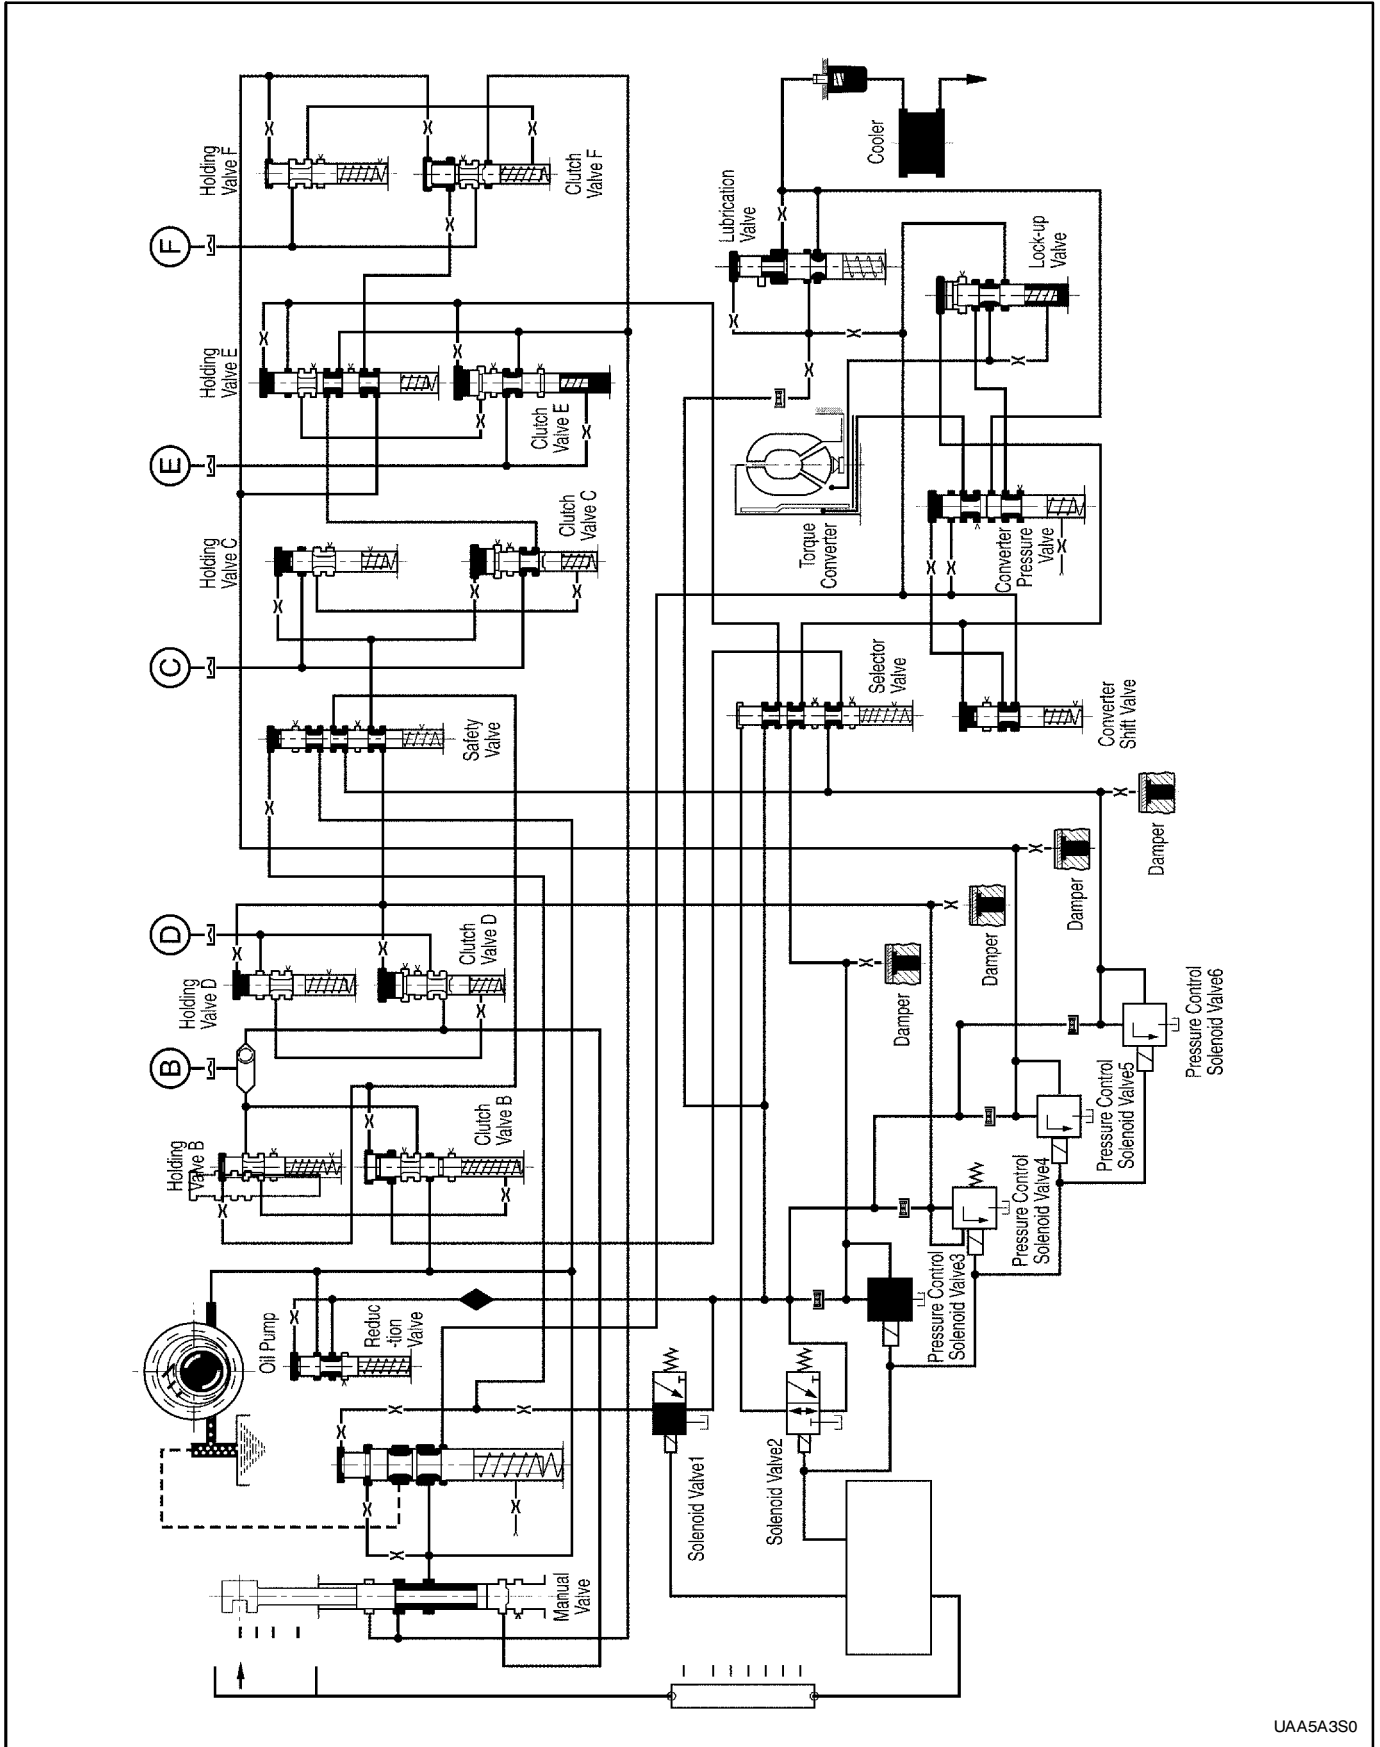 Holding
Valve F
F
Clutch
Valve F
Holding
Valve E
E
Clutch
Valve E
Holding
Valve C
C
Clutch
Valve C
Safety
Valve
D
Holding
Valve D
Clutch
Valve D
B
Holding
Valve B
Clutch
Valve B
Oil Pump
Reduc
-tion
Valve
Manual
Valve
Cooler
Lubrication
Valve
Lock-up
Valve
Torque
Converter
Converter
Pressure
Valve
Selector
Valve
Converter
Shift Valve
Damper
Damper
Damper
Damper
Pressure Control
Solenoid Valve6
Pressure Control
Solenoid Valve5
Pressure Control
Solenoid Valve4
Pressure Control
Solenoid Valve3
Solenoid Valve1
Solenoid Valve2
UAA5A3S0